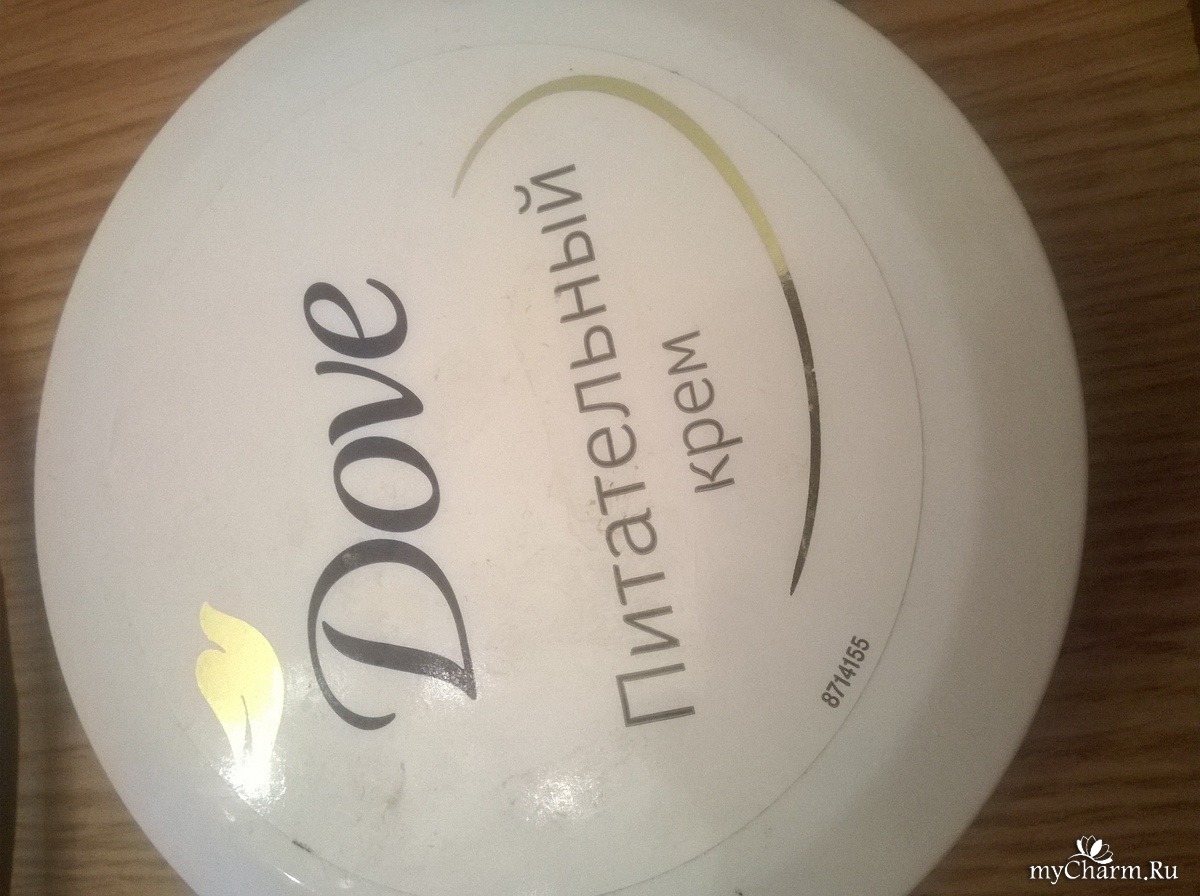 Dove
Питательный
крем
8714155
myCharm.Ru